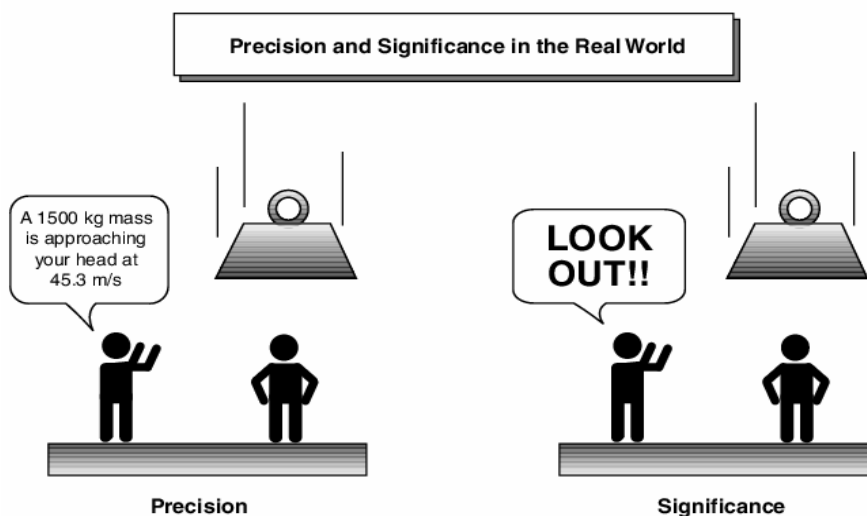 Precision and Significance in the Real World
A 1500 kg mass
is approaching
your head at
45.3 m/s
LOOK
OUT!!
Precision
Significance